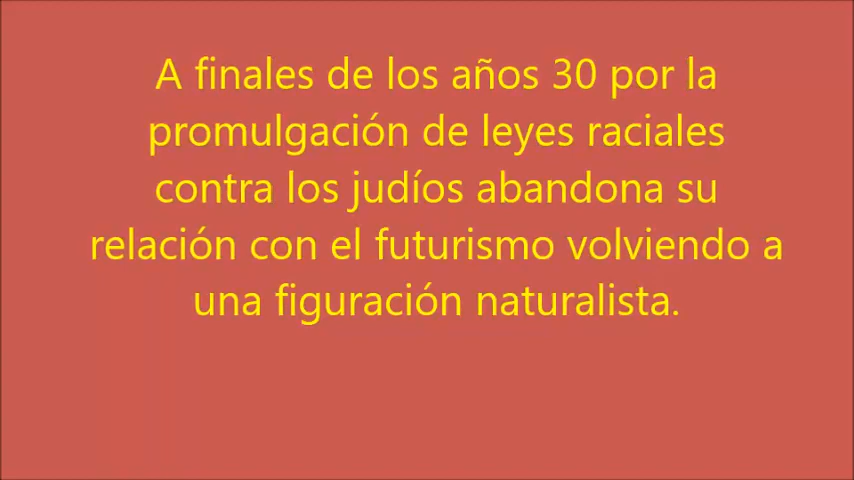 A finales de los años 30 por la
promulgación de leyes raciales
contra los judíos abandona su
relación con el futurismo volviendo a
una figuración naturalista.